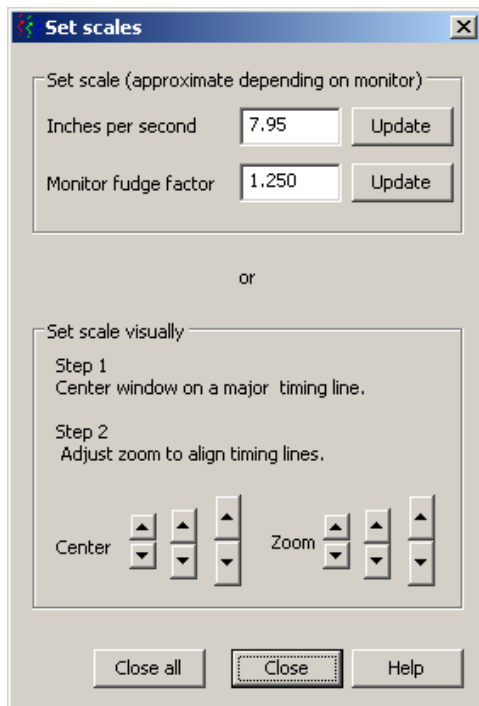 Set scales
Set scale (approximate depending on monitor)
Inches per second 7.95 Update
Monitor fudge factor 1.250 Update
or
Set scale visually
Step 1
Center window on a major timing line.
Step 2
Adjust zoom to align timing lines.
Center Zoom
Close all Close Help